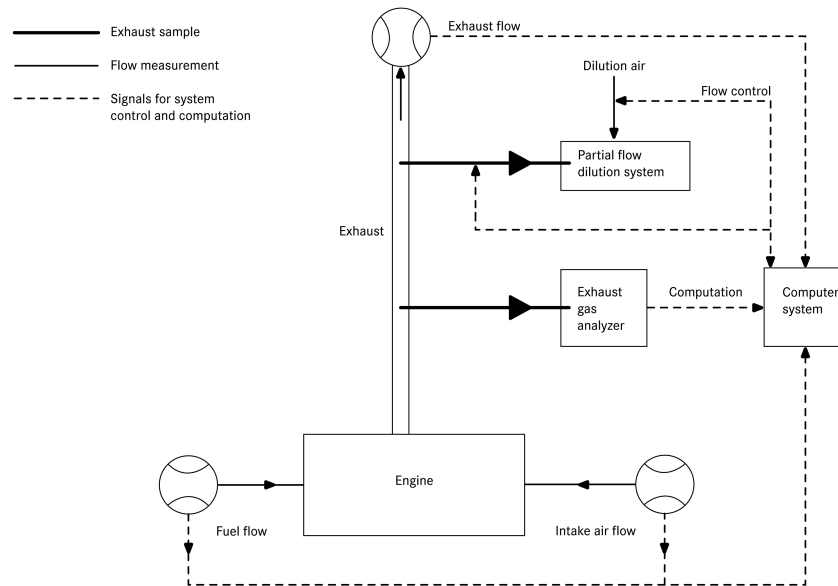 Exhaust sample
Flow measurement
Signals for system
control and computation
Exhaust flow
Dilution air
Flow control
Partial flow
dilution system
Exhaust
Exhaust
gas
analyzer
Computation
Computer
system
Engine
Fuel flow
Intake air flow